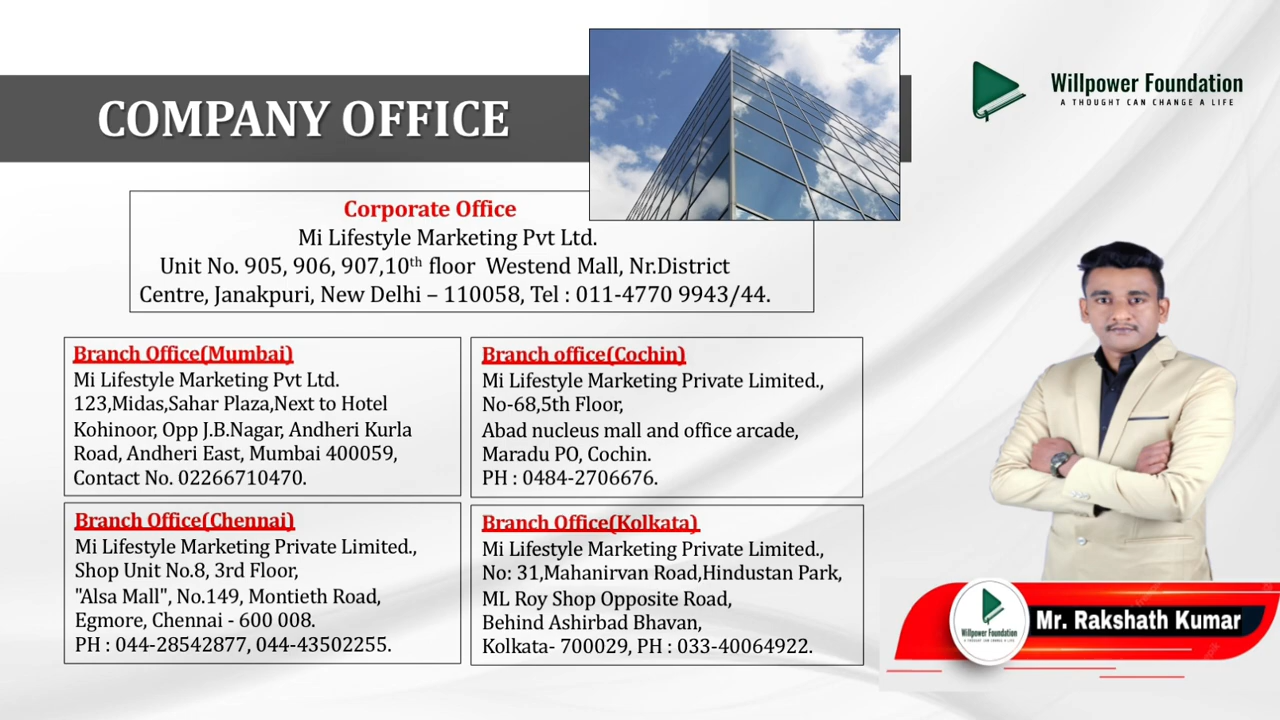 COMPANY OFFICE
Willpower Foundation
A THOUGHT CAN CHANGE A LIFE
Corporate Office
Mi Lifestyle Marketing Pvt Ltd.
Unit No. 905, 906, 907,10th floor Westend Mall, Nr.District
Centre, Janakpuri, New Delhi – 110058, Tel : 011-4770 9943/44.
Branch Office(Mumbai)
Mi Lifestyle Marketing Pvt Ltd.
123,Midas,Sahar Plaza,Next to Hotel
Kohinoor, Opp J.B.Nagar, Andheri Kurla
Road, Andheri East, Mumbai 400059,
Contact No. 02266710470.
Branch office(Cochin)
Mi Lifestyle Marketing Private Limited.,
No-68,5th Floor,
Abad nucleus mall and office arcade,
Maradu PO, Cochin.
PH : 0484-2706676.
Branch Office(Chennai)
Mi Lifestyle Marketing Private Limited.,
Shop Unit No.8, 3rd Floor,
"Alsa Mall", No.149, Montieth Road,
Egmore, Chennai - 600 008.
PH : 044-28542877, 044-43502255.
Branch Office(Kolkata)
Mi Lifestyle Marketing Private Limited.,
No: 31,Mahanirvan Road,Hindustan Park,
ML Roy Shop Opposite Road,
Behind Ashirbad Bhavan,
Kolkata- 700029, PH : 033-40064922.
Willpower Foundation
A THOUGHT CAN CHANGE A LIFE
Mr. Rakshath Kumar